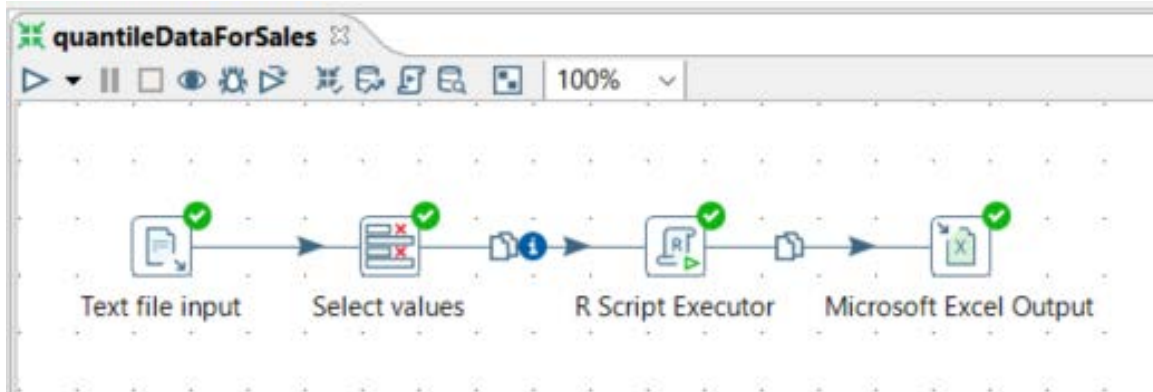 quantileDataForSales
100%
R
X
Text file input
Select values
R Script Executor
Microsoft Excel Output